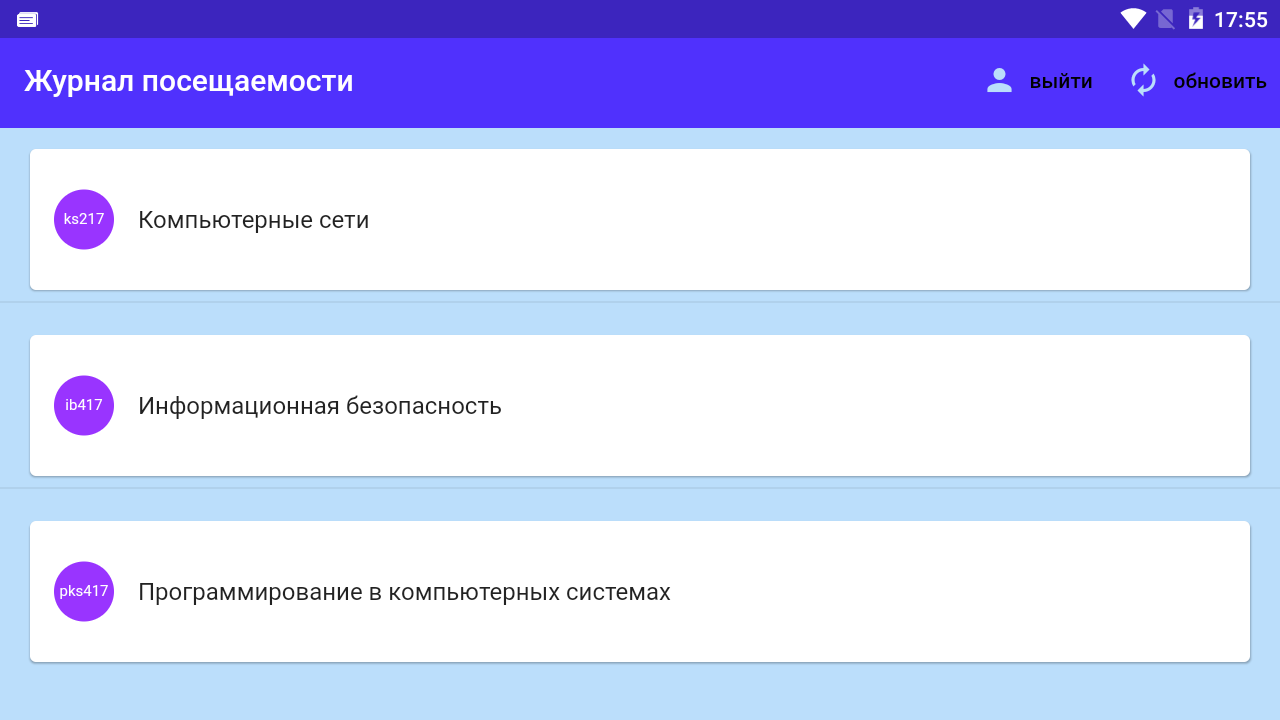 17:55
Журнал посещаемости
выйти
обновить
ks217
Компьютерные сети
ib417
Информационная безопасность
pks417
Программирование в компьютерных системах